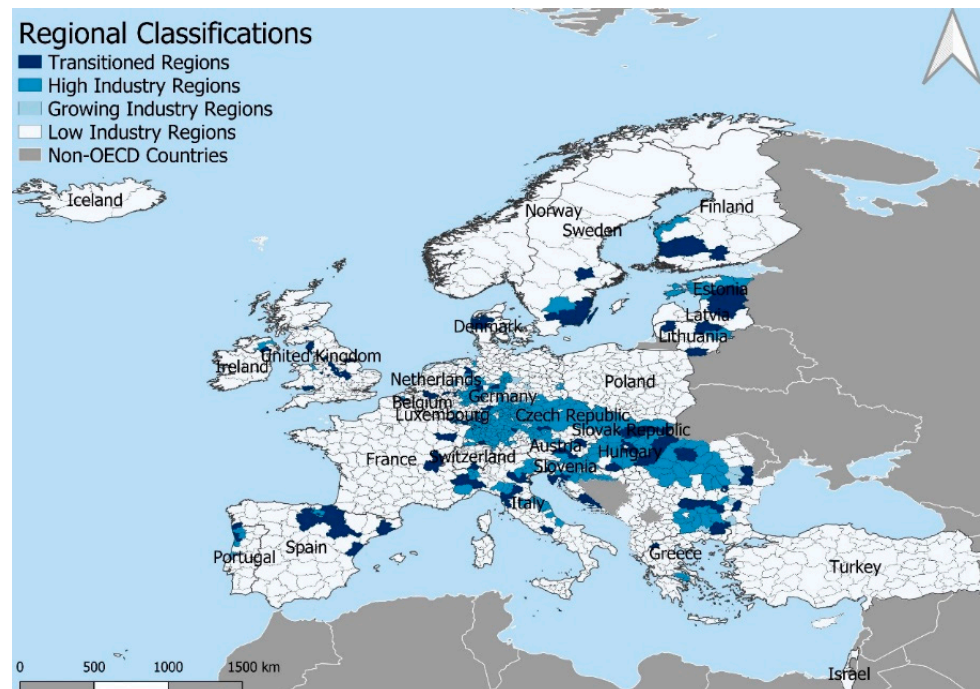 Regional Classifications
Transitioned Regions
High Industry Regions
Growing Industry Regions
Low Industry Regions
Non-OECD Countries
Iceland
Norway
Finland
Sweden
Estonia
Latvia
Denmark
Lithuania
United Kingdom
Ireland
Netherlands
Poland
Germany
Belgium
Luxembourg
Czech Republic
Slovak Republic
Austria
Hungary
Switzerland
France
Slovenia
Italy
Portugal
Spain
Greece
Turkey
0 500 1000 1500 km
Israel